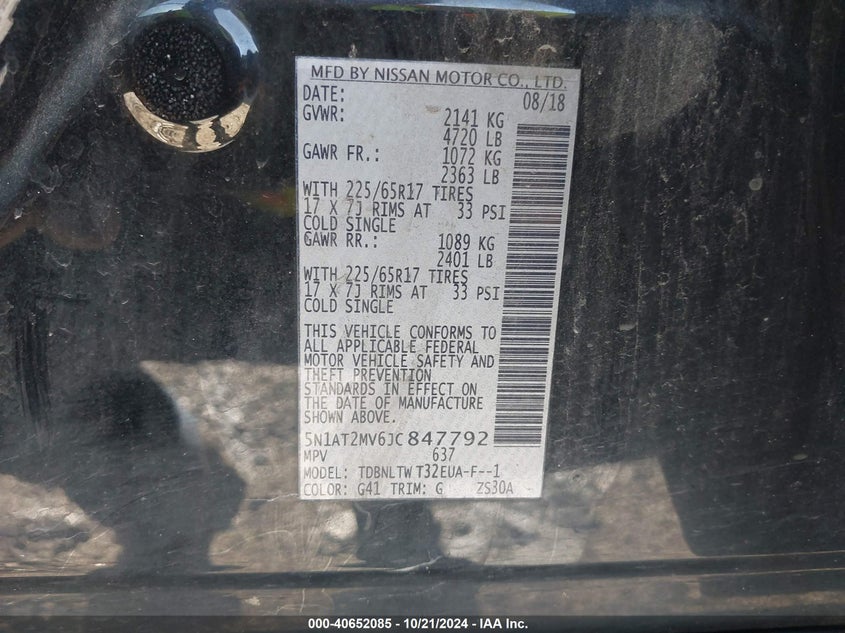 MFD BY NISSAN MOTOR CO., LTD.
DATE: 08/18
GVWR: 2141 KG
4720 LB
GAWR FR.: 1072 KG
2363 LB
WITH 225/65R17 TIRES
17 X 7J RIMS AT 33 PSI
COLD SINGLE
GAWR RR.: 1089 KG
2401 LB
WITH 225/65R17 TIRES
17 X 7J RIMS AT 33 PSI
COLD SINGLE
THIS VEHICLE CONFORMS TO
ALL APPLICABLE FEDERAL
MOTOR VEHICLE SAFETY AND
THEFT PREVENTION
STANDARDS IN EFFECT ON
THE DATE OF MANUFACTURE
SHOWN ABOVE.
5N1AT2MV6JC847792
MPV 637
MODEL: TDBNLTW T32EUA-F--1
COLOR: G41 TRIM: G ZS30A
000-40652085 - 10/21/2024 - IAA Inc.